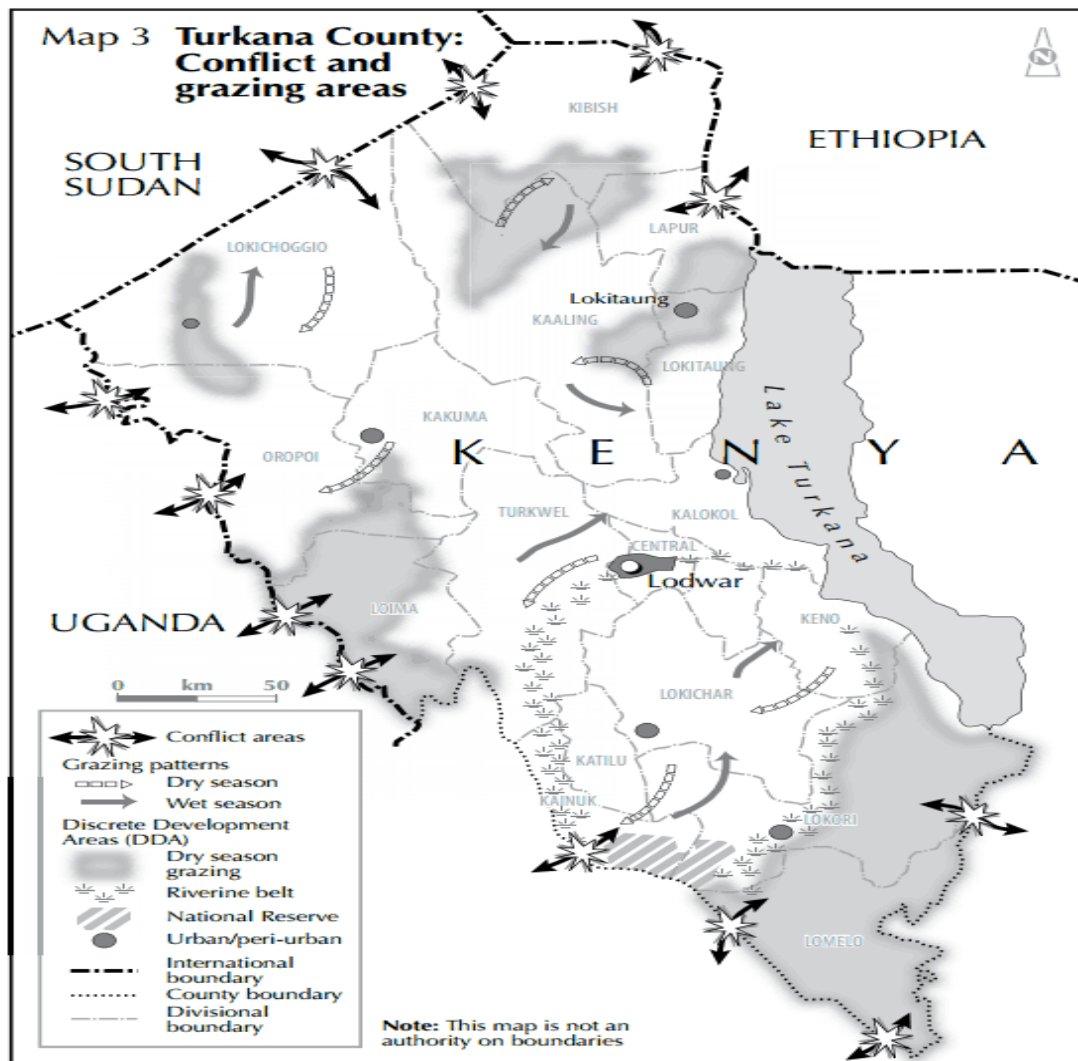 Map 3 Turkana County:
Conflict and
grazing areas
N
KIBISH
ETHIOPIA
SOUTH
SUDAN
LAPUR
LOKICHOGGIO
Lokitaung
KAALING
LOKITAUNG
KAKUMA
Lake Turkana
KENYA
OROPOI
TURKWEL
KALOKOL
CENTRAL
Lodwar
LOIMA
UGANDA
KENO
0 km 50
LOKICHAR
Conflict areas
Grazing patterns
Dry season
Wet season
KATILU
KAINUK
LOKORI
Discrete Development
Areas (DDA)
Dry season
grazing
Riverine belt
National Reserve
Urban/peri-urban
LOMELO
International
boundary
County boundary
Divisional
boundary
Note: This map is not an
authority on boundaries